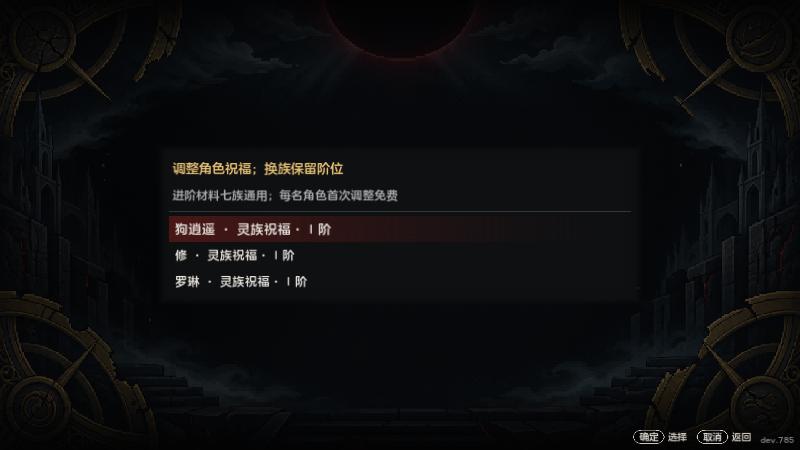 调整角色祝福；换族保留阶位
进阶材料七族通用；每名角色首次调整免费
狗逍遥 · 灵族祝福 · Ⅰ 阶
修 · 灵族祝福 · Ⅰ 阶
罗琳 · 灵族祝福 · Ⅰ 阶
确定 选择 取消 返回 dev.785